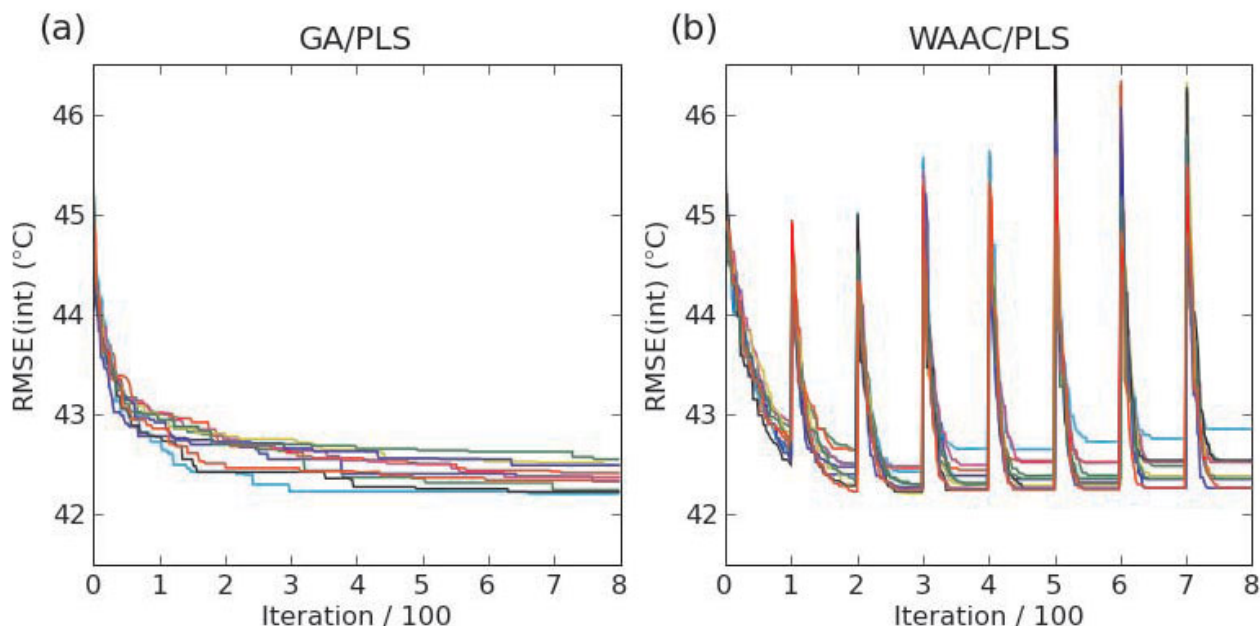 (a)
GA/PLS
RMSE(int) (°C)
46
45
44
43
42
0 1 2 3 4 5 6 7 8
Iteration / 100
(b)
WAAC/PLS
RMSE(int) (°C)
46
45
44
43
42
0 1 2 3 4 5 6 7 8
Iteration / 100